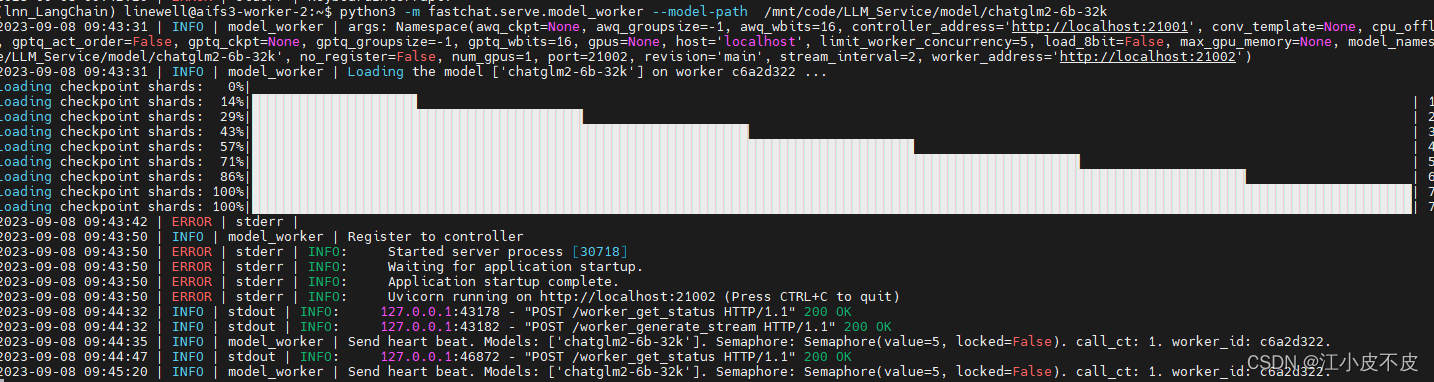 (lnn_LangChain) linewell@aifs3-worker-2:~$ python3 -m fastchat.serve.model_worker --model-path  /mnt/code/LLM_Service/model/chatglm2-6b-32k
2023-09-08 09:43:31 | INFO | model_worker | args: Namespace(awq_ckpt=None, awq_groupsize=-1, awq_wbits=16, controller_address='http://localhost:21001', conv_template=None, cpu_offl
, gptq_act_order=False, gptq_ckpt=None, gptq_groupsize=-1, gptq_wbits=16, gpus=None, host='localhost', limit_worker_concurrency=5, load_8bit=False, max_gpu_memory=None, model_names
e/LLM_Service/model/chatglm2-6b-32k', no_register=False, num_gpus=1, port=21002, revision='main', stream_interval=2, worker_address='http://localhost:21002')
2023-09-08 09:43:31 | INFO | model_worker | Loading the model ['chatglm2-6b-32k'] on worker c6a2d322 ...
Loading checkpoint shards:   0%|
Loading checkpoint shards:  14%| | 1
Loading checkpoint shards:  29%| | 2
Loading checkpoint shards:  43%| | 3
Loading checkpoint shards:  57%| | 4
Loading checkpoint shards:  71%| | 5
Loading checkpoint shards:  86%| | 6
Loading checkpoint shards: 100%| | 7
Loading checkpoint shards: 100%| | 7
2023-09-08 09:43:42 | ERROR | stderr |
2023-09-08 09:43:50 | INFO | model_worker | Register to controller
2023-09-08 09:43:50 | ERROR | stderr | INFO:     Started server process [30718]
2023-09-08 09:43:50 | ERROR | stderr | INFO:     Waiting for application startup.
2023-09-08 09:43:50 | ERROR | stderr | INFO:     Application startup complete.
2023-09-08 09:43:50 | ERROR | stderr | INFO:     Uvicorn running on http://localhost:21002 (Press CTRL+C to quit)
2023-09-08 09:44:32 | INFO | stdout | INFO:     127.0.0.1:43178 - "POST /worker_get_status HTTP/1.1" 200 OK
2023-09-08 09:44:32 | INFO | stdout | INFO:     127.0.0.1:43182 - "POST /worker_generate_stream HTTP/1.1" 200 OK
2023-09-08 09:44:35 | INFO | model_worker | Send heart beat. Models: ['chatglm2-6b-32k']. Semaphore: Semaphore(value=5, locked=False). call_ct: 1. worker_id: c6a2d322.
2023-09-08 09:44:47 | INFO | stdout | INFO:     127.0.0.1:46872 - "POST /worker_get_status HTTP/1.1" 200 OK
2023-09-08 09:45:20 | INFO | model_worker | Send heart beat. Models: ['chatglm2-6b-32k']. Semaphore: Semaphore(value=5, locked=False). call_ct: 1. worker_id: c6a2d322.
CSDN @江小皮不皮